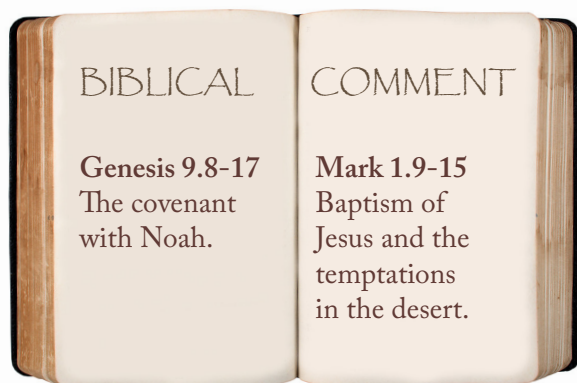 BIBLICAL COMMENT
Genesis 9.8-17
The covenant
with Noah.
Mark 1.9-15
Baptism of
Jesus and the
temptations
in the desert.